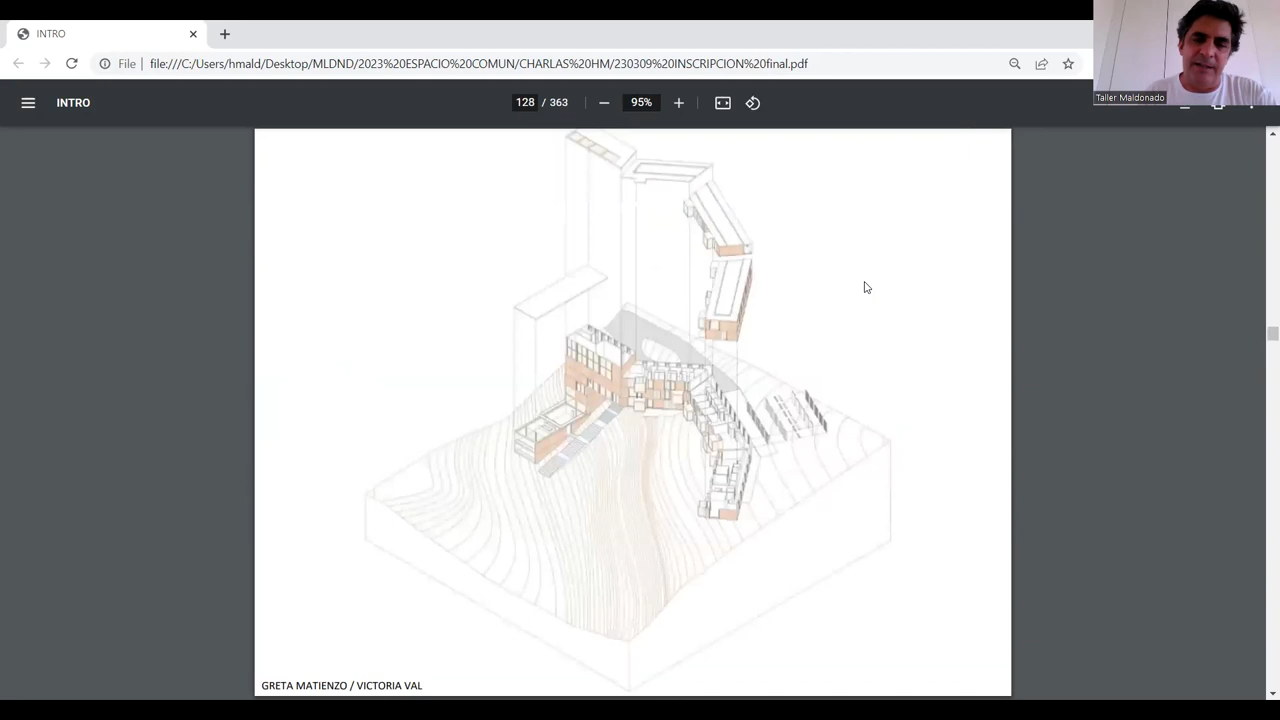 INTRO
File
file:///C:/Users/hmald/Desktop/MLDND/2023%20ESPACIO%20COMUN/CHARLAS%20HM/230309%20INSCRIPCION%20final.pdf
INTRO
128 / 363
95%
Taller Maldonado
GRETA MATIENZO / VICTORIA VAL